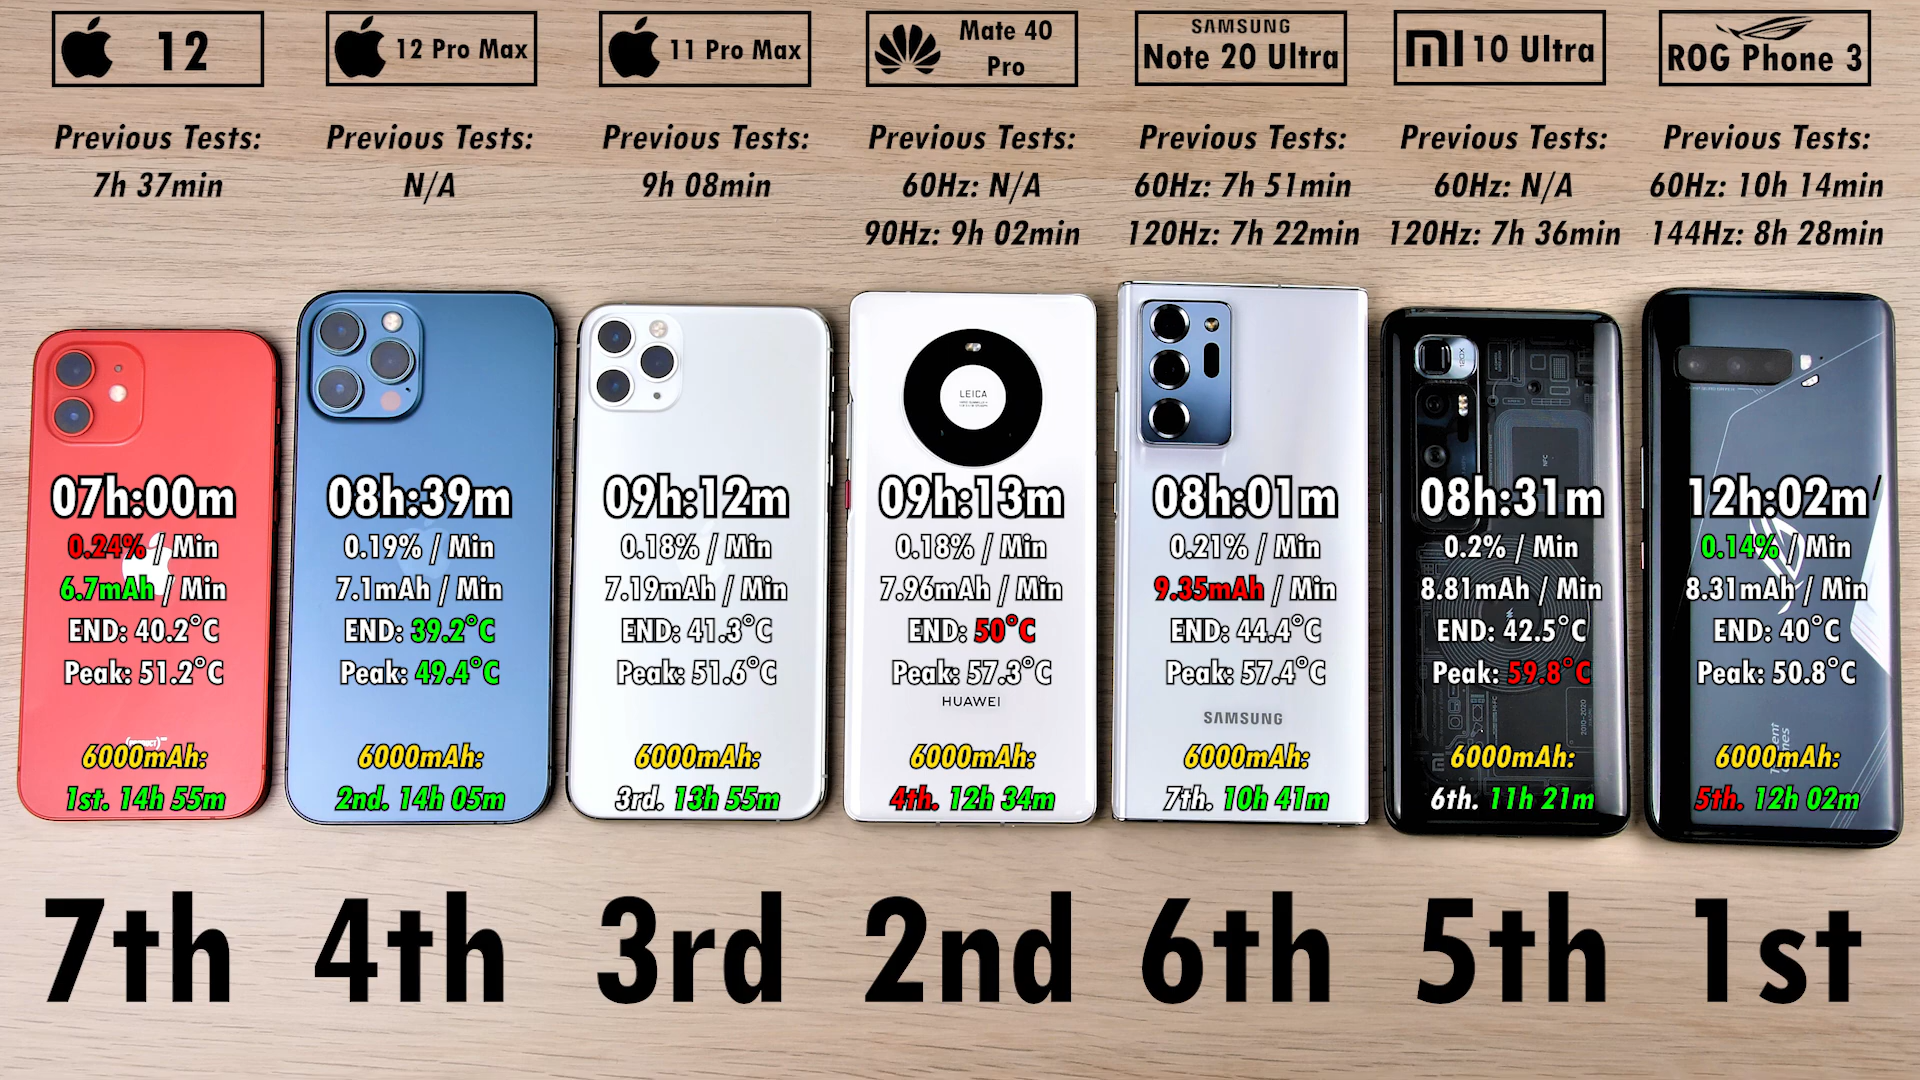 12
Previous Tests:
7h 37min
07h:00m
0.24% / Min
6.7mAh / Min
END: 40.2°C
Peak: 51.2°C
6000mAh:
1st. 14h 55m
7th
12 Pro Max
Previous Tests:
N/A
08h:39m
0.19% / Min
7.1mAh / Min
END: 39.2°C
Peak: 49.4°C
6000mAh:
2nd. 14h 05m
4th
11 Pro Max
Previous Tests:
9h 08min
09h:12m
0.18% / Min
7.19mAh / Min
END: 41.3°C
Peak: 51.6°C
6000mAh:
3rd. 13h 55m
3rd
Mate 40
Pro
Previous Tests:
60Hz: N/A
90Hz: 9h 02min
LEICA
09h:13m
0.18% / Min
7.96mAh / Min
END: 50°C
Peak: 57.3°C
HUAWEI
6000mAh:
4th. 12h 34m
2nd
SAMSUNG
Note 20 Ultra
Previous Tests:
60Hz: 7h 51min
120Hz: 7h 22min
08h:01m
0.21% / Min
9.35mAh / Min
END: 44.4°C
Peak: 57.4°C
SAMSUNG
6000mAh:
7th. 10h 41m
6th
MI 10 Ultra
Previous Tests:
60Hz: N/A
120Hz: 7h 36min
120X
NFC
08h:31m
0.2% / Min
8.81mAh / Min
END: 42.5°C
Peak: 59.8°C
2010-2020
MI
6000mAh:
6th. 11h 21m
5th
ROG Phone 3
Previous Tests:
60Hz: 10h 14min
144Hz: 8h 28min
12h:02m
0.14% / Min
8.31mAh / Min
END: 40°C
Peak: 50.8°C
6000mAh:
5th. 12h 02m
1st